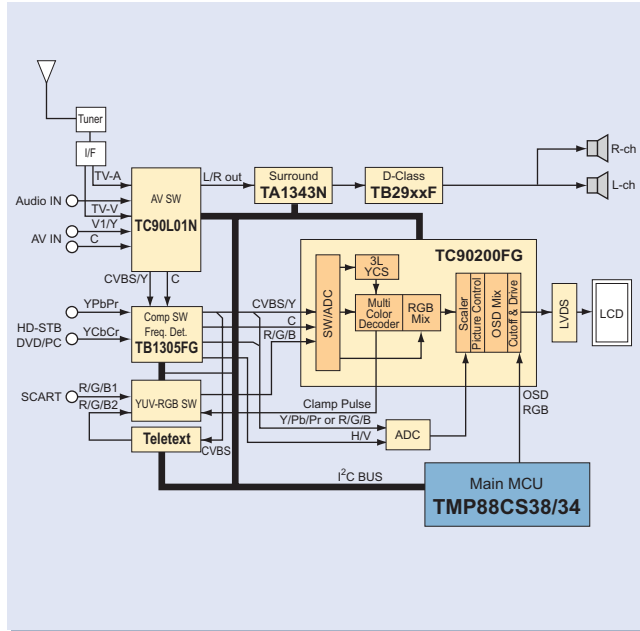 Tuner
I/F
TV-A
L/R out
Surround
TA1343N
D-Class
TB29xxF
R-ch
L-ch
Audio IN
AV SW
TC90L01N
TV-V
V1/Y
AV IN
C
CVBS/Y
C
TC90200FG
3L
YCS
SW/ADC
Multi
Color
Decoder
RGB
Mix
Scaler
Picture Control
OSD Mix
Cutoff & Drive
LVDS
LCD
YPbPr
HD-STB
YCbCr
DVD/PC
Comp SW
Freq. Det.
TB1305FG
CVBS/Y
C
R/G/B
SCART
R/G/B1
R/G/B2
YUV-RGB SW
Teletext
CVBS
Clamp Pulse
Y/Pb/Pr or R/G/B
H/V
ADC
OSD
RGB
I2C BUS
Main MCU
TMP88CS38/34